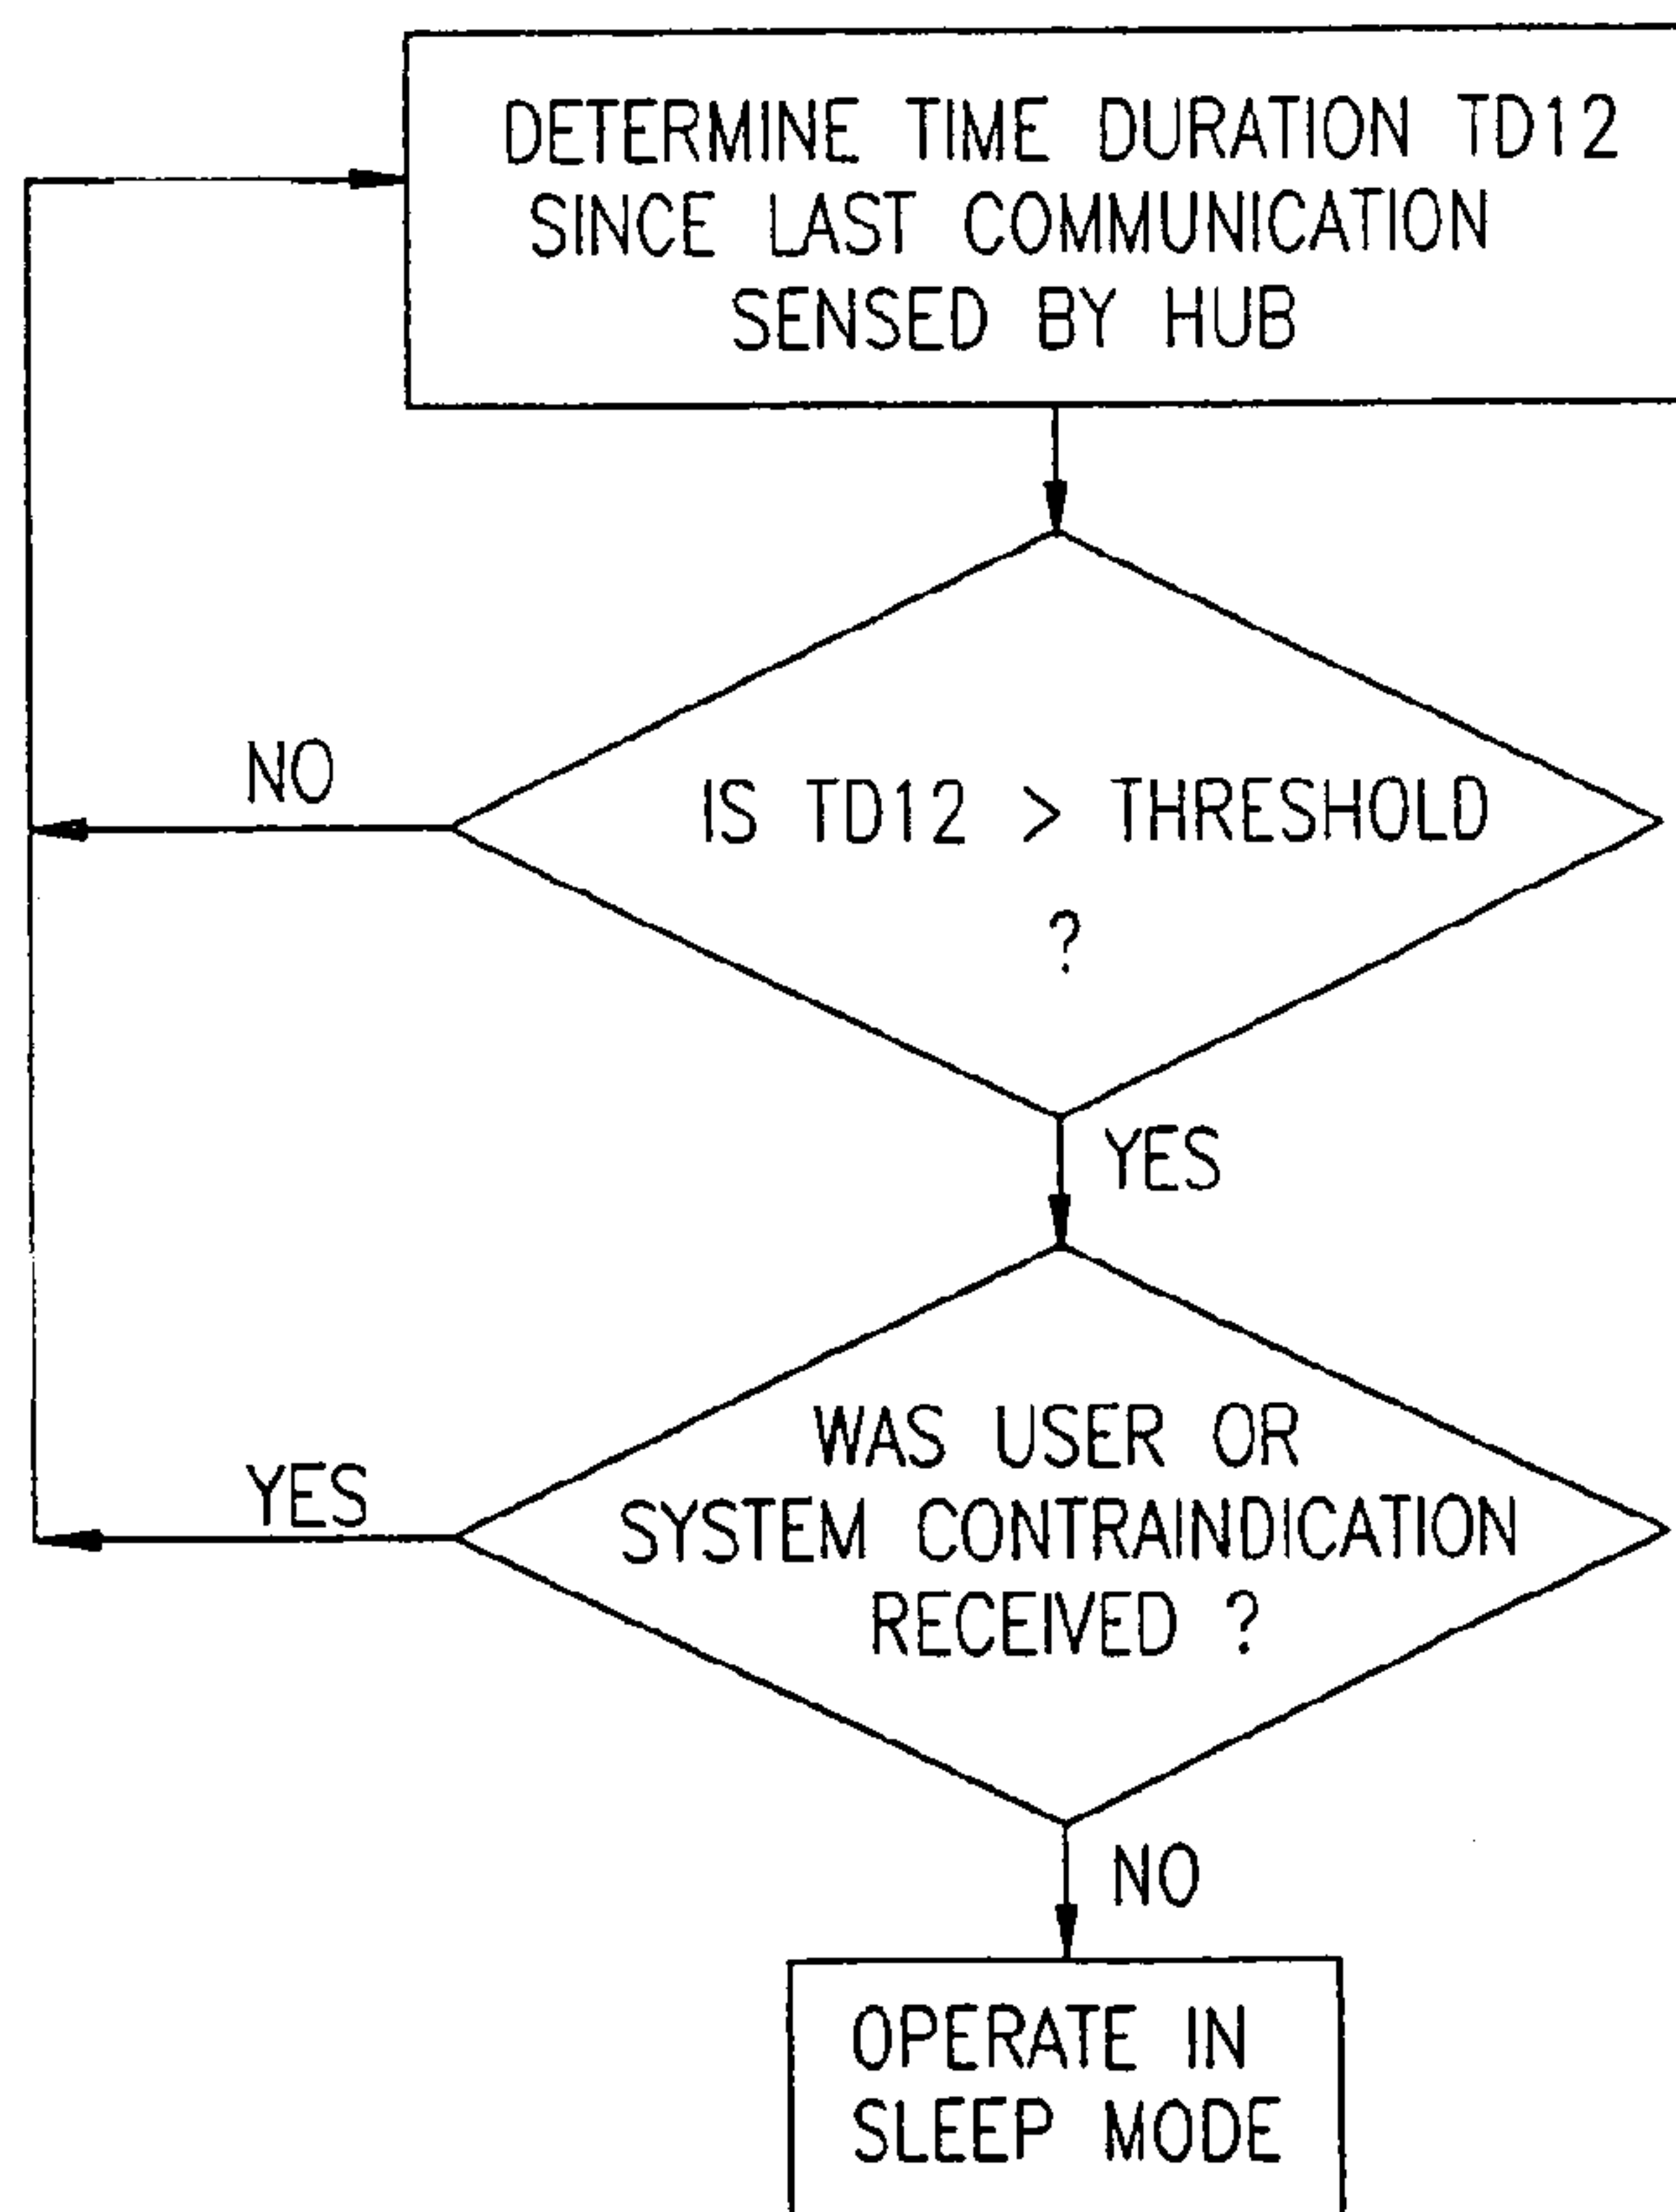 DETERMINE TIME DURATION TD12
SINCE LAST COMMUNICATION
SENSED BY HUB
NO
IS TD12 > THRESHOLD
?
YES
WAS USER OR
SYSTEM CONTRAINDICATION
RECEIVED ?
YES
NO
OPERATE IN
SLEEP MODE